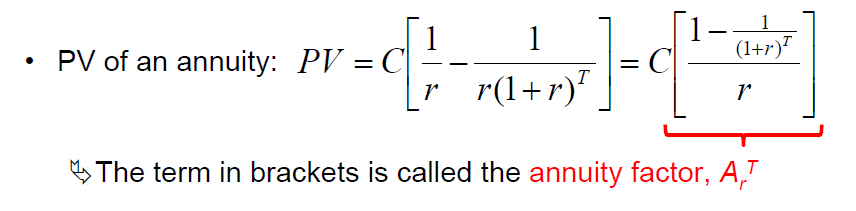 • PV of an annuity: PV = C[1/r − 1/(r(1+r)^T)] = C[(1 − 1/(1+r)^T)/r]
↪The term in brackets is called the annuity factor, A_r^T